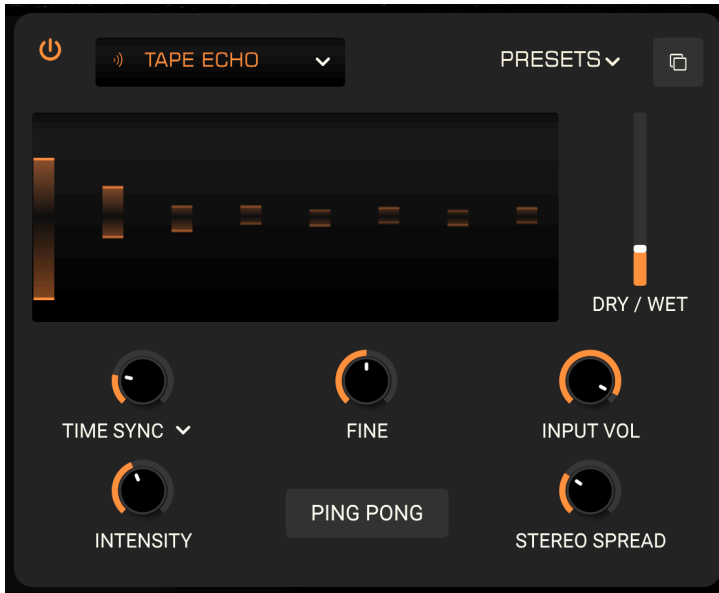 TAPE ECHO
PRESETS
DRY / WET
TIME SYNC
FINE
INPUT VOL
INTENSITY
PING PONG
STEREO SPREAD